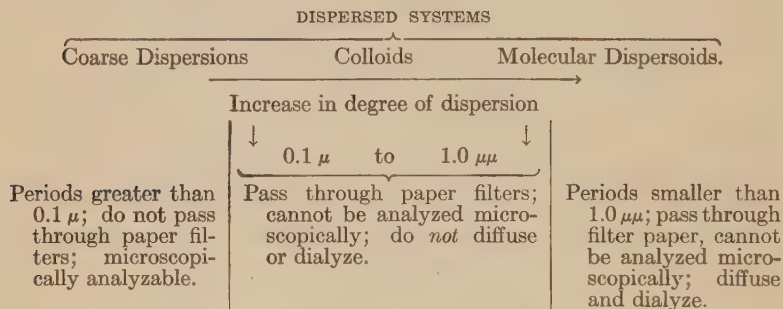 DISPERSED SYSTEMS
Coarse Dispersions Colloids Molecular Dispersoids.
Increase in degree of dispersion
0.1 μ to 1.0 μμ
Periods greater than
0.1 μ; do not pass
through paper fil-
ters; microscopi-
cally analyzable.
Pass through paper filters;
cannot be analyzed micro-
scopically; do not diffuse
or dialyze.
Periods smaller than
1.0 μμ; pass through
filter paper, cannot
be analyzed micro-
scopically; diffuse
and dialyze.